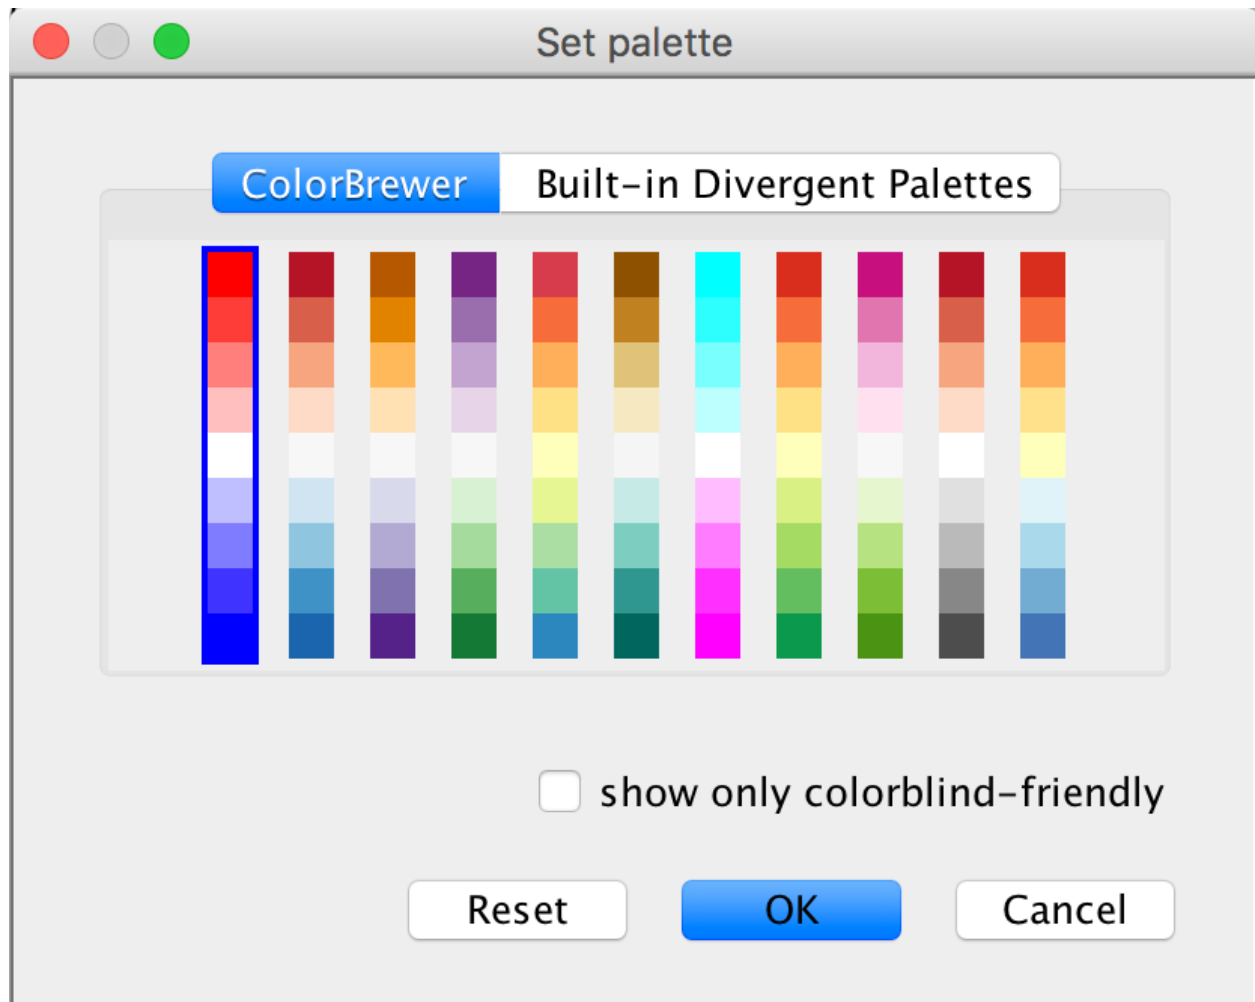 Set palette
ColorBrewer Built-in Divergent Palettes
show only colorblind-friendly
Reset OK Cancel